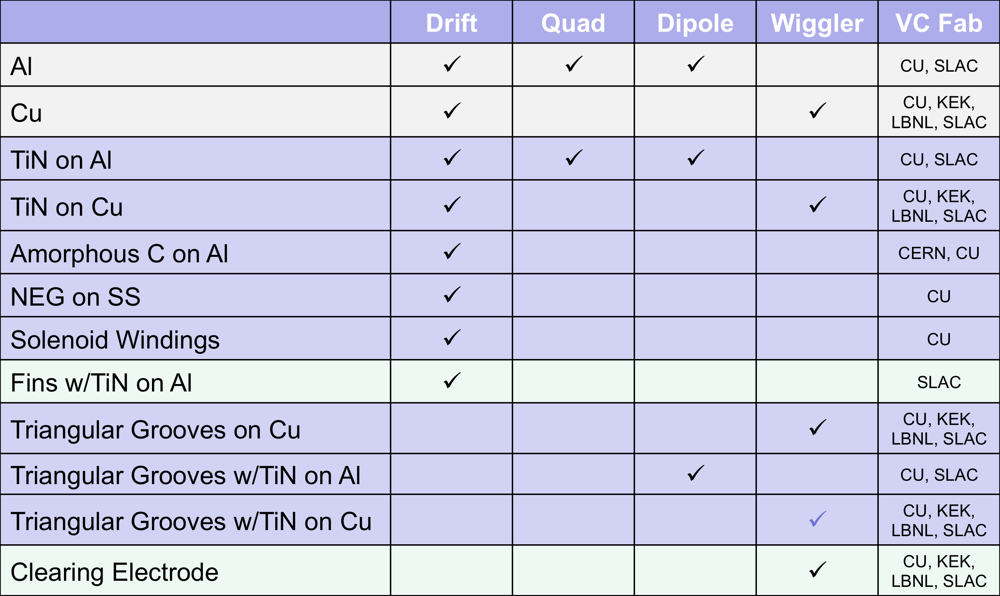 Drift Quad Dipole Wiggler VC Fab
Al ✓ ✓ ✓ CU, SLAC
Cu ✓ ✓ CU, KEK,
LBNL, SLAC
TiN on Al ✓ ✓ ✓ CU, SLAC
TiN on Cu ✓ ✓ CU, KEK,
LBNL, SLAC
Amorphous C on Al ✓ CERN, CU
NEG on SS ✓ CU
Solenoid Windings ✓ CU
Fins w/TiN on Al ✓ SLAC
Triangular Grooves on Cu ✓ CU, KEK,
LBNL, SLAC
Triangular Grooves w/TiN on Al ✓ CU, SLAC
Triangular Grooves w/TiN on Cu ✓ CU, KEK,
LBNL, SLAC
Clearing Electrode ✓ CU, KEK,
LBNL, SLAC